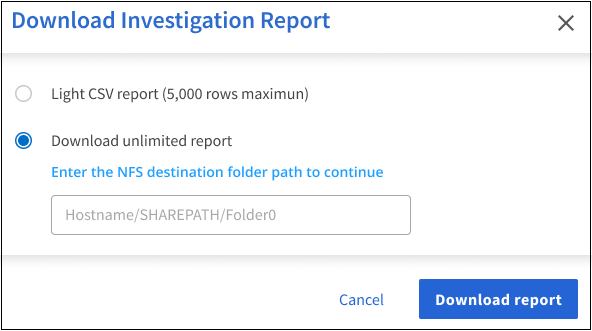 Download Investigation Report
Light CSV report (5,000 rows maximun)
Download unlimited report
Enter the NFS destination folder path to continue
Hostname/SHAREPATH/Folder0
Cancel
Download report